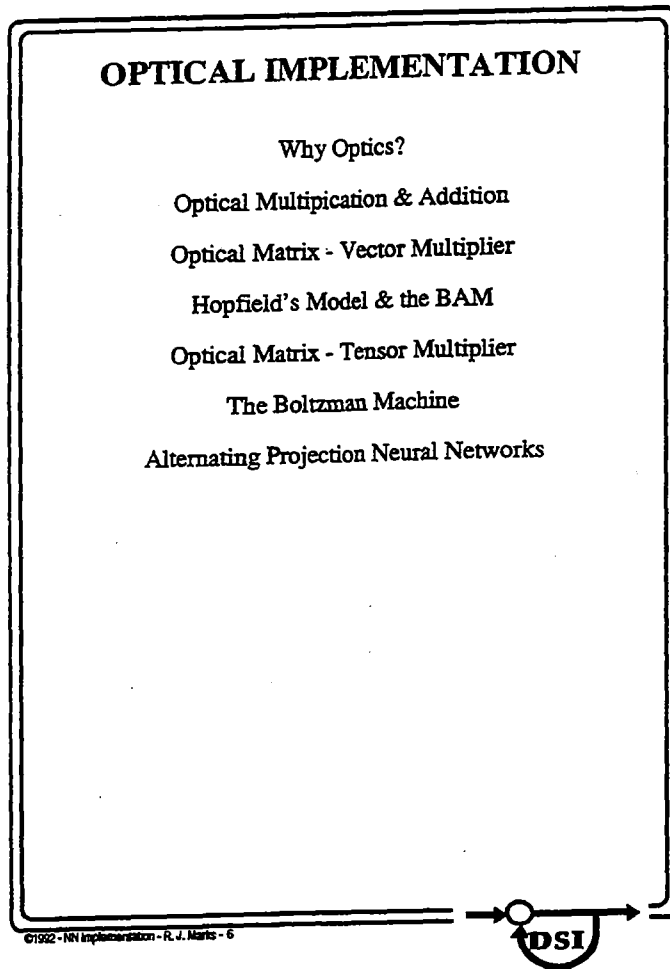 OPTICAL IMPLEMENTATION
Why Optics?
Optical Multipication & Addition
Optical Matrix - Vector Multiplier
Hopfield's Model & the BAM
Optical Matrix - Tensor Multiplier
The Boltzman Machine
Alternating Projection Neural Networks
©1992 - NN Implementation - R. J. Marks - 6
DSI